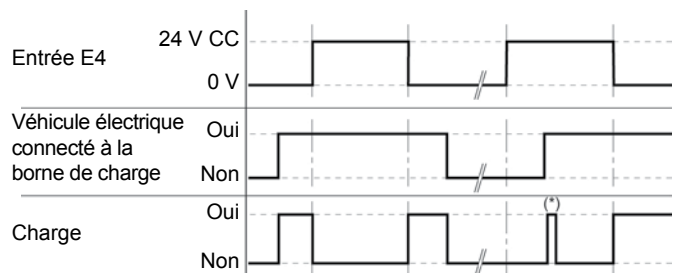 24 V CC
Entrée E4
0 V
Véhicule électrique
connecté à la
borne de charge
Oui
Non
(*)
Oui
Charge
Non